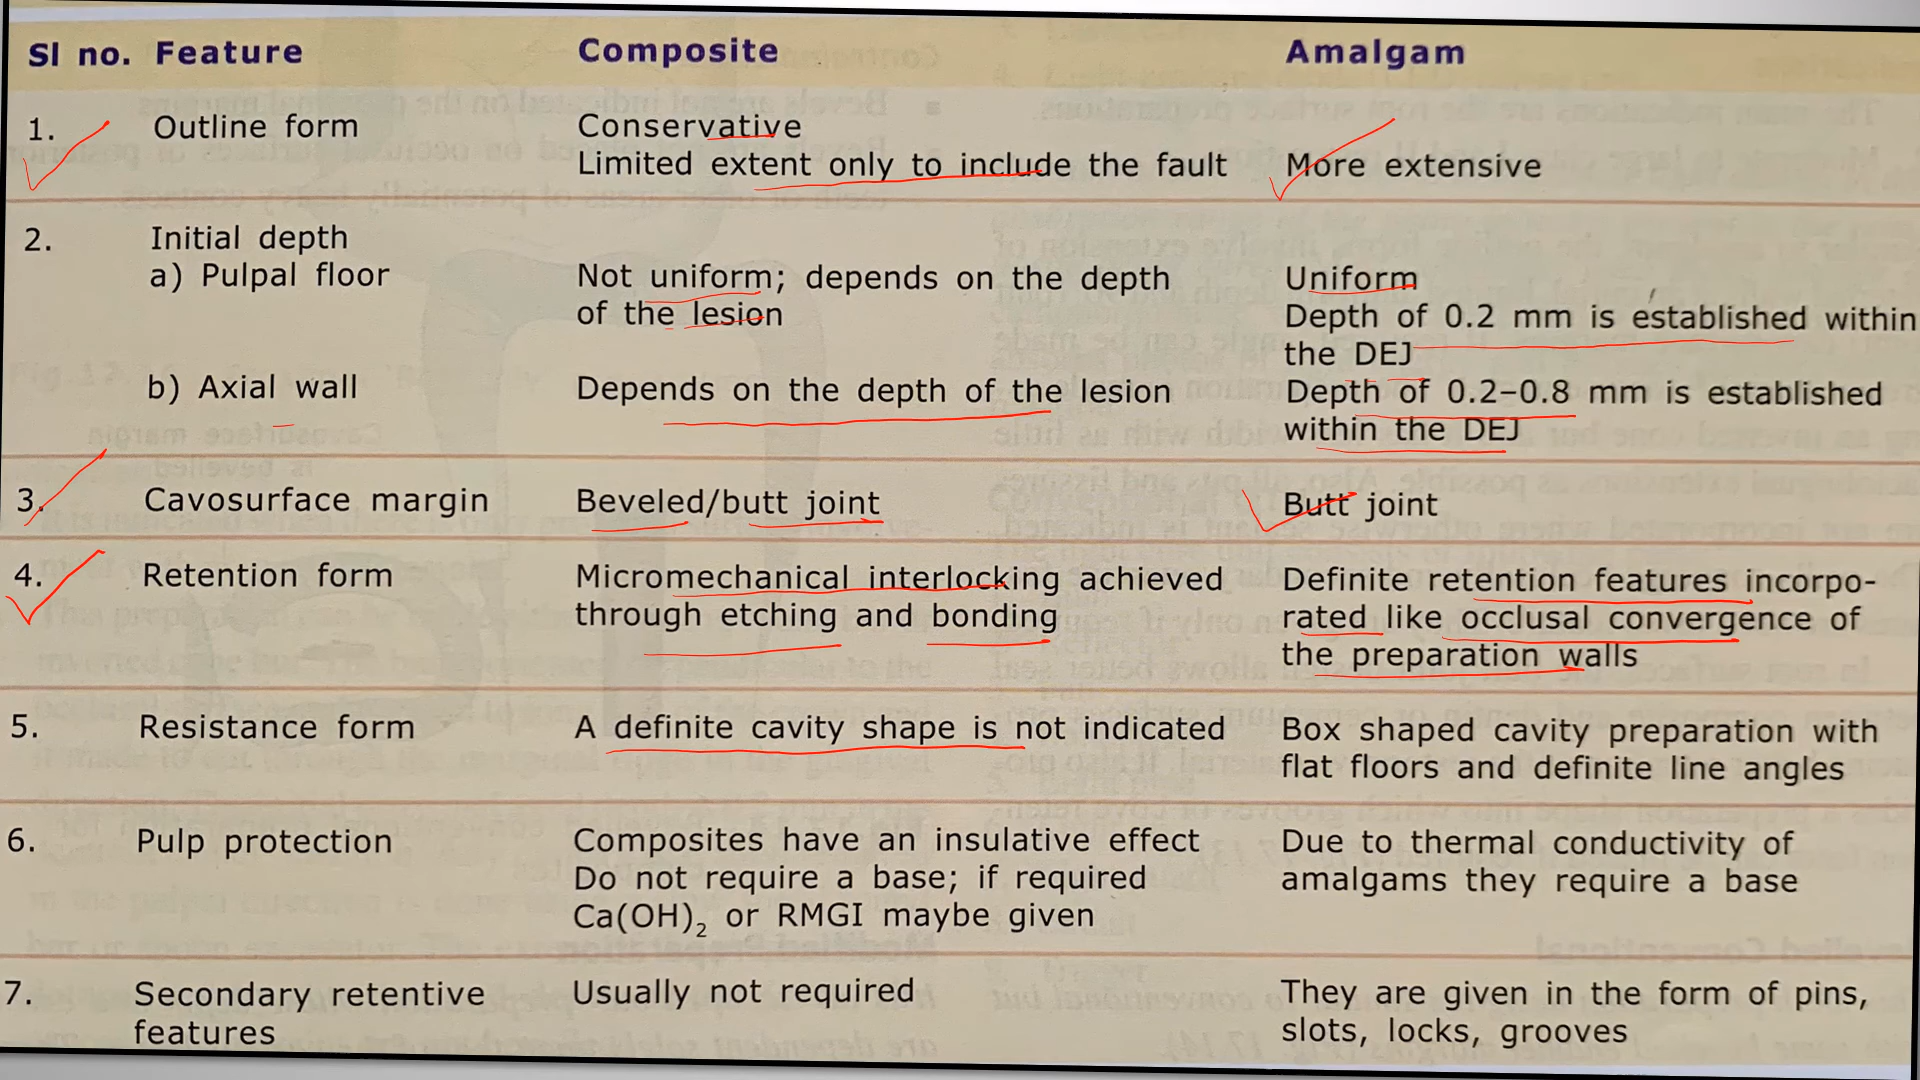 Sl no. Feature Composite Amalgam
1. Outline form Conservative
Limited extent only to include the fault More extensive
2. Initial depth
a) Pulpal floor Not uniform; depends on the depth Uniform
of the lesion Depth of 0.2 mm is established within
the DEJ
b) Axial wall Depends on the depth of the lesion Depth of 0.2–0.8 mm is established
within the DEJ
3. Cavosurface margin Beveled/butt joint Butt joint
4. Retention form Micromechanical interlocking achieved Definite retention features incorpo-
through etching and bonding rated like occlusal convergence of
the preparation walls
5. Resistance form A definite cavity shape is not indicated Box shaped cavity preparation with
flat floors and definite line angles
6. Pulp protection Composites have an insulative effect Due to thermal conductivity of
Do not require a base; if required amalgams they require a base
Ca(OH)₂ or RMGI maybe given
7. Secondary retentive Usually not required They are given in the form of pins,
features slots, locks, grooves